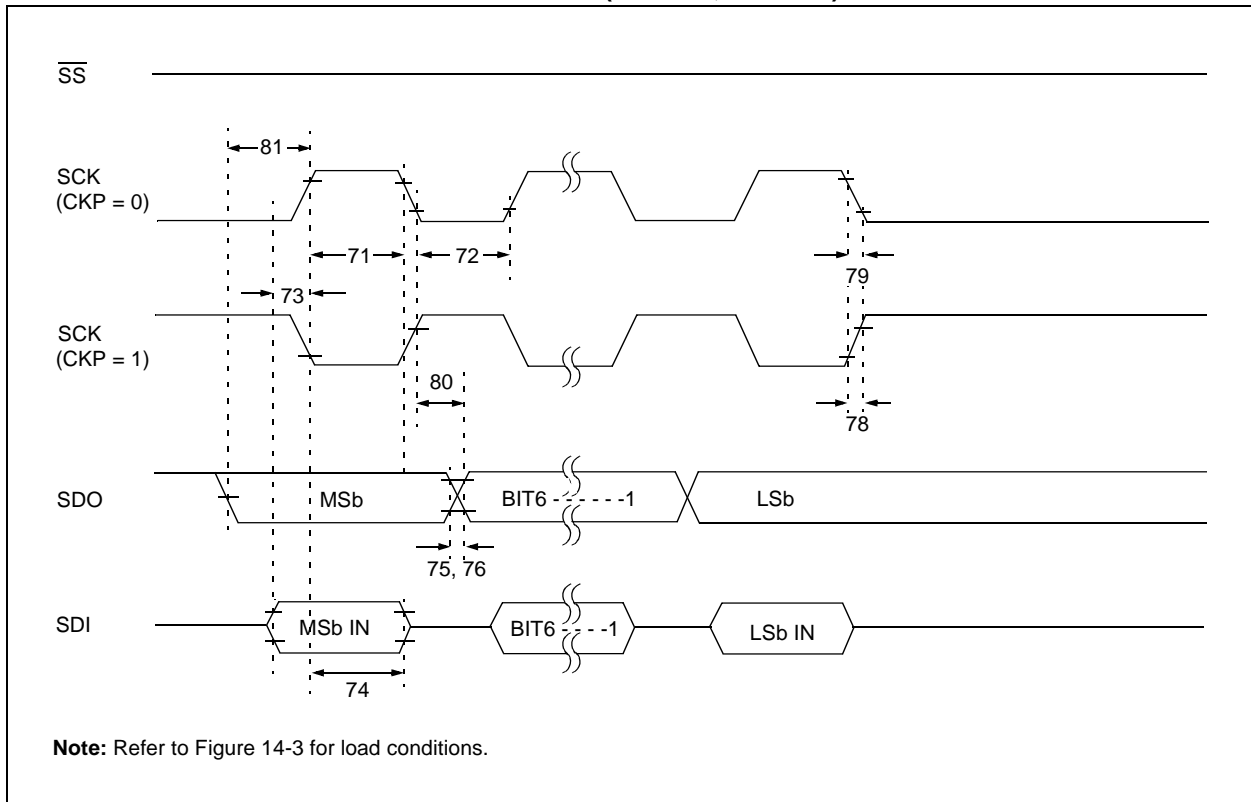 SS
81
SCK
(CKP = 0)
71
72
79
73
SCK
(CKP = 1)
80
78
SDO
MSb
BIT6 - - - - - -1
LSb
75, 76
SDI
MSb IN
BIT6 - - - -1
LSb IN
74
Note: Refer to Figure 14-3 for load conditions.